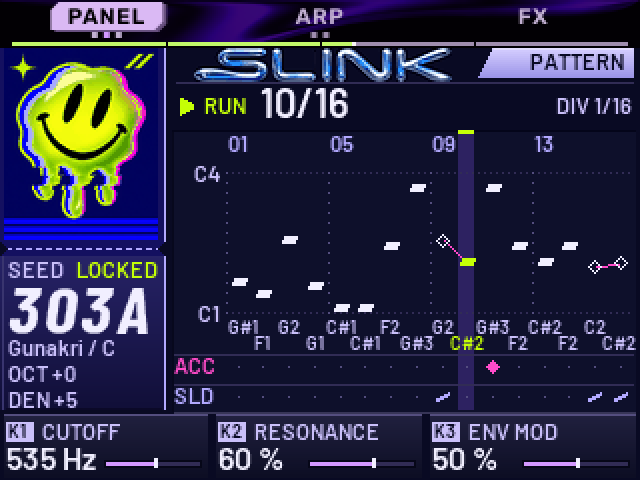 PANEL ARP FX
SLINK PATTERN
RUN 10/16 DIV 1/16
01 05 09 13
C4
C1
G#1 G2 C#1 F2 G2 G#3 C#2 C2
F1 G1 C#1 G#3 C#2 F2 F2 C#2
ACC
SLD
SEED LOCKED
303A
Gunakri / C
OCT +0
DEN +5
K1 CUTOFF
535 Hz
K2 RESONANCE
60 %
K3 ENV MOD
50 %